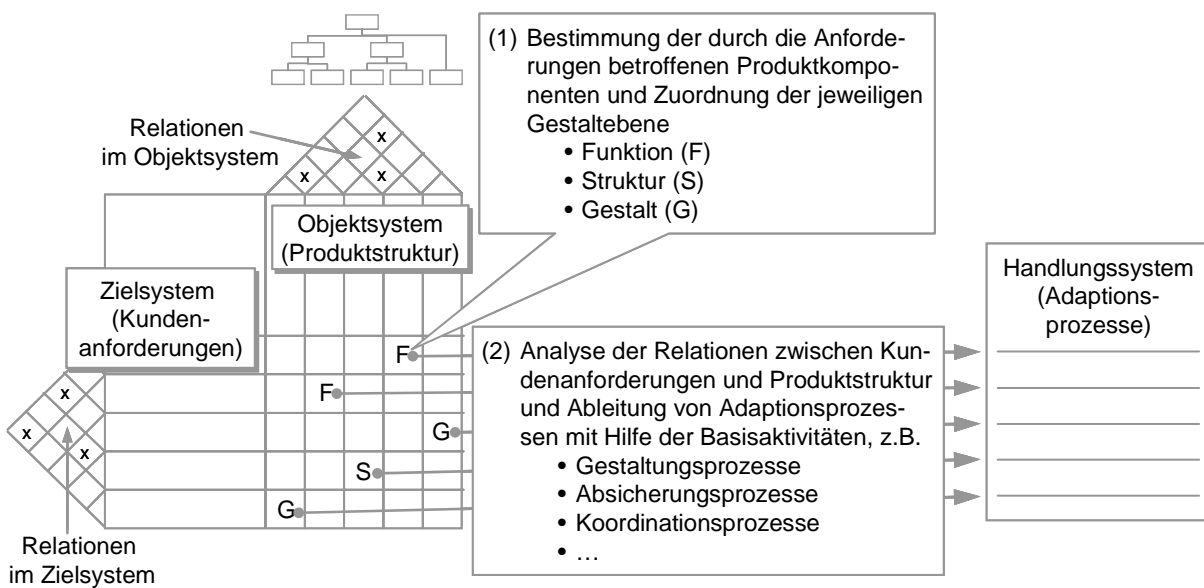 (1) Bestimmung der durch die Anforde-
rungen betroffenen Produktkompo-
nenten und Zuordnung der jeweiligen
Gestaltebene
• Funktion (F)
• Struktur (S)
• Gestalt (G)
Relationen
im Objektsystem
x
x
x
Objektsystem
(Produktstruktur)
Zielsystem
(Kunden-
anforderungen)
Handlungssystem
(Adaptions-
prozesse)
F
F
G
S
G
(2) Analyse der Relationen zwischen Kun-
denanforderungen und Produktstruktur
und Ableitung von Adaptionsprozes-
sen mit Hilfe der Basisaktivitäten, z.B.
• Gestaltungsprozesse
• Absicherungsprozesse
• Koordinationsprozesse
• …
x
x
x
Relationen
im Zielsystem